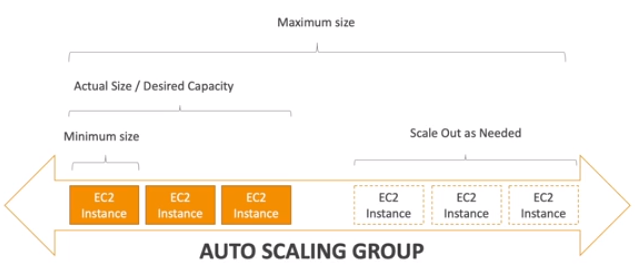 Maximum size
Actual Size / Desired Capacity
Minimum size
Scale Out as Needed
EC2
Instance
EC2
Instance
EC2
Instance
EC2
Instance
EC2
Instance
EC2
Instance
AUTO SCALING GROUP